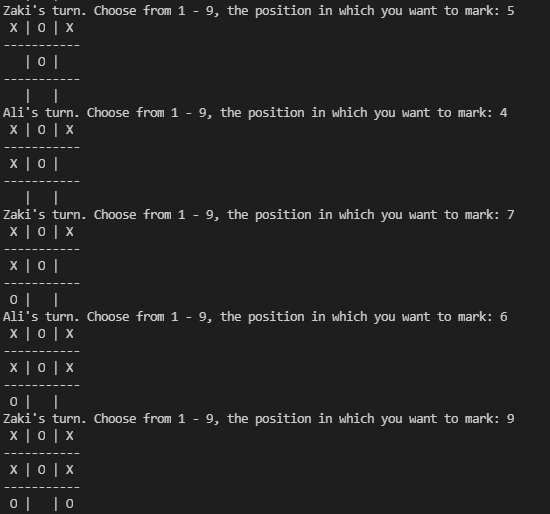 Zaki's turn. Choose from 1 - 9, the position in which you want to mark: 5
 X | O | X
-----------
   | O |
-----------
   |   |
Ali's turn. Choose from 1 - 9, the position in which you want to mark: 4
 X | O | X
-----------
 X | O |
-----------
   |   |
Zaki's turn. Choose from 1 - 9, the position in which you want to mark: 7
 X | O | X
-----------
 X | O |
-----------
 O |   |
Ali's turn. Choose from 1 - 9, the position in which you want to mark: 6
 X | O | X
-----------
 X | O | X
-----------
 O |   |
Zaki's turn. Choose from 1 - 9, the position in which you want to mark: 9
 X | O | X
-----------
 X | O | X
-----------
 O |   | O